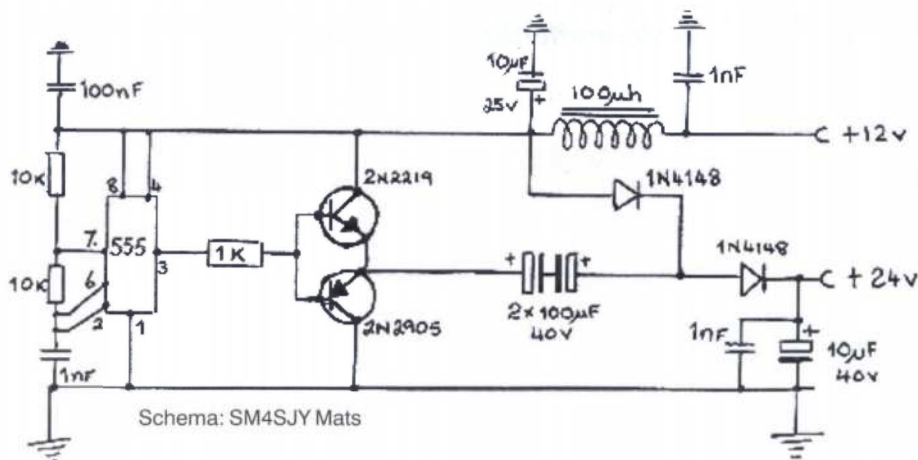 100nF
10µF
25v
+
100µh
1nF
C +12v
10K
8
4
2N2219
1N4148
7.
555
3
1K
+
+
1N4148
C +24v
10K
6
2
1
2N2905
2×100µF
40v
1nF
+
10µF
40v
1nF
Schema: SM4SJY Mats